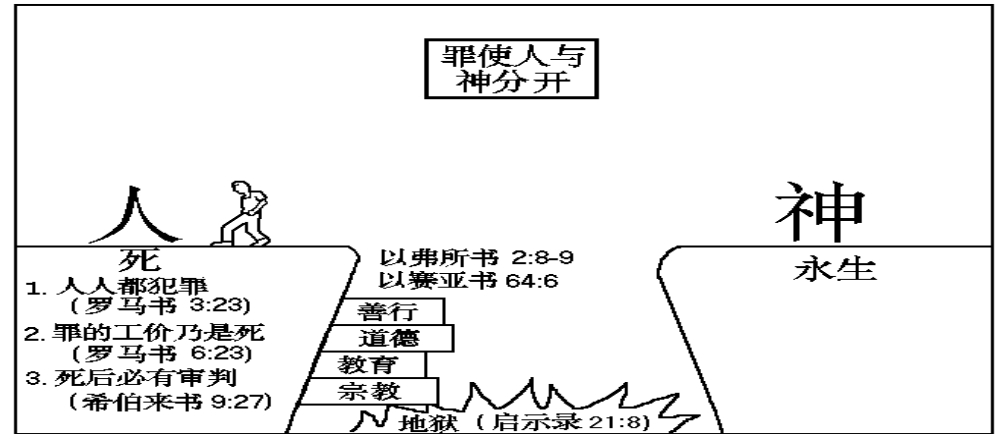 罪使人与
神分开
人
神
死
1. 人人都犯罪
(罗马书 3:23)
2. 罪的工价乃是死
(罗马书 6:23)
3. 死后必有审判
(希伯来书 9:27)
以弗所书 2:8-9
以赛亚书 64:6
善行
道德
教育
宗教
地狱 (启示录 21:8)
永生